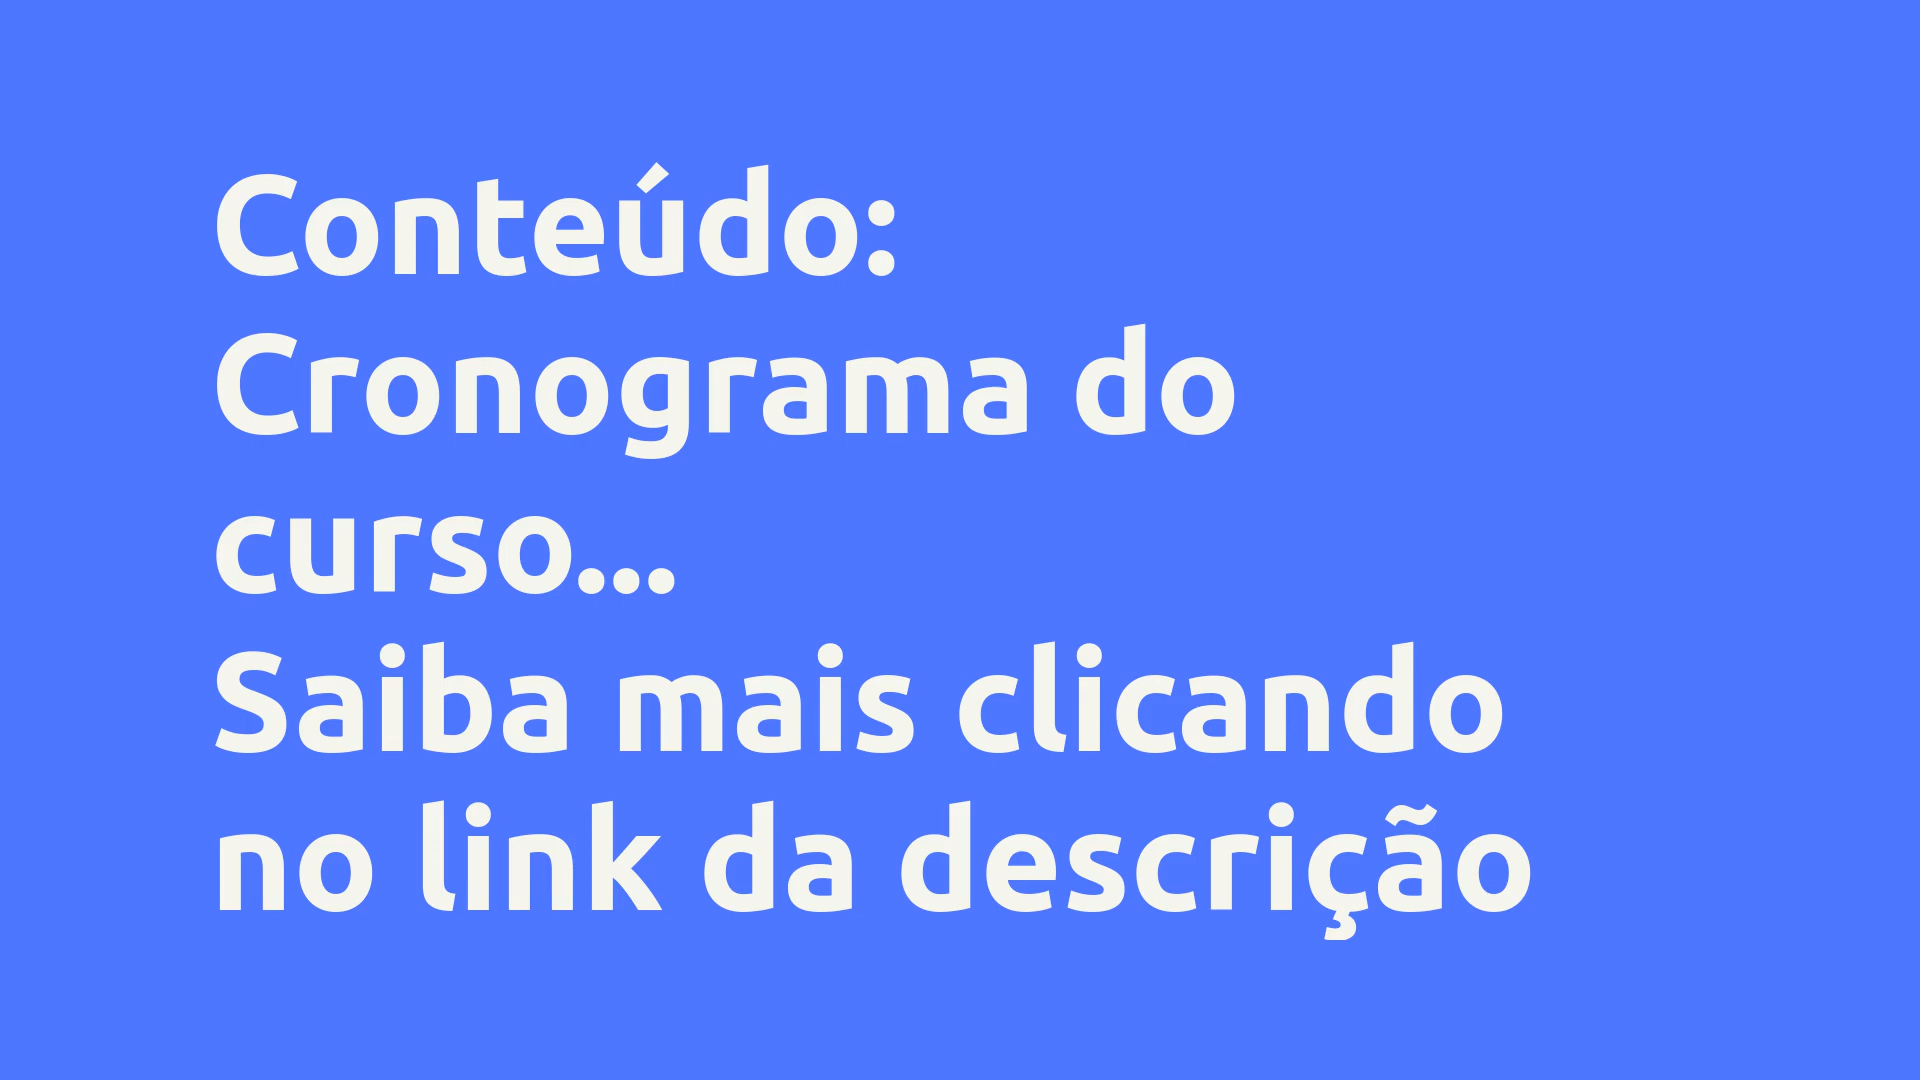 Conteúdo:
Cronograma do
curso...
Saiba mais clicando
no link da descrição